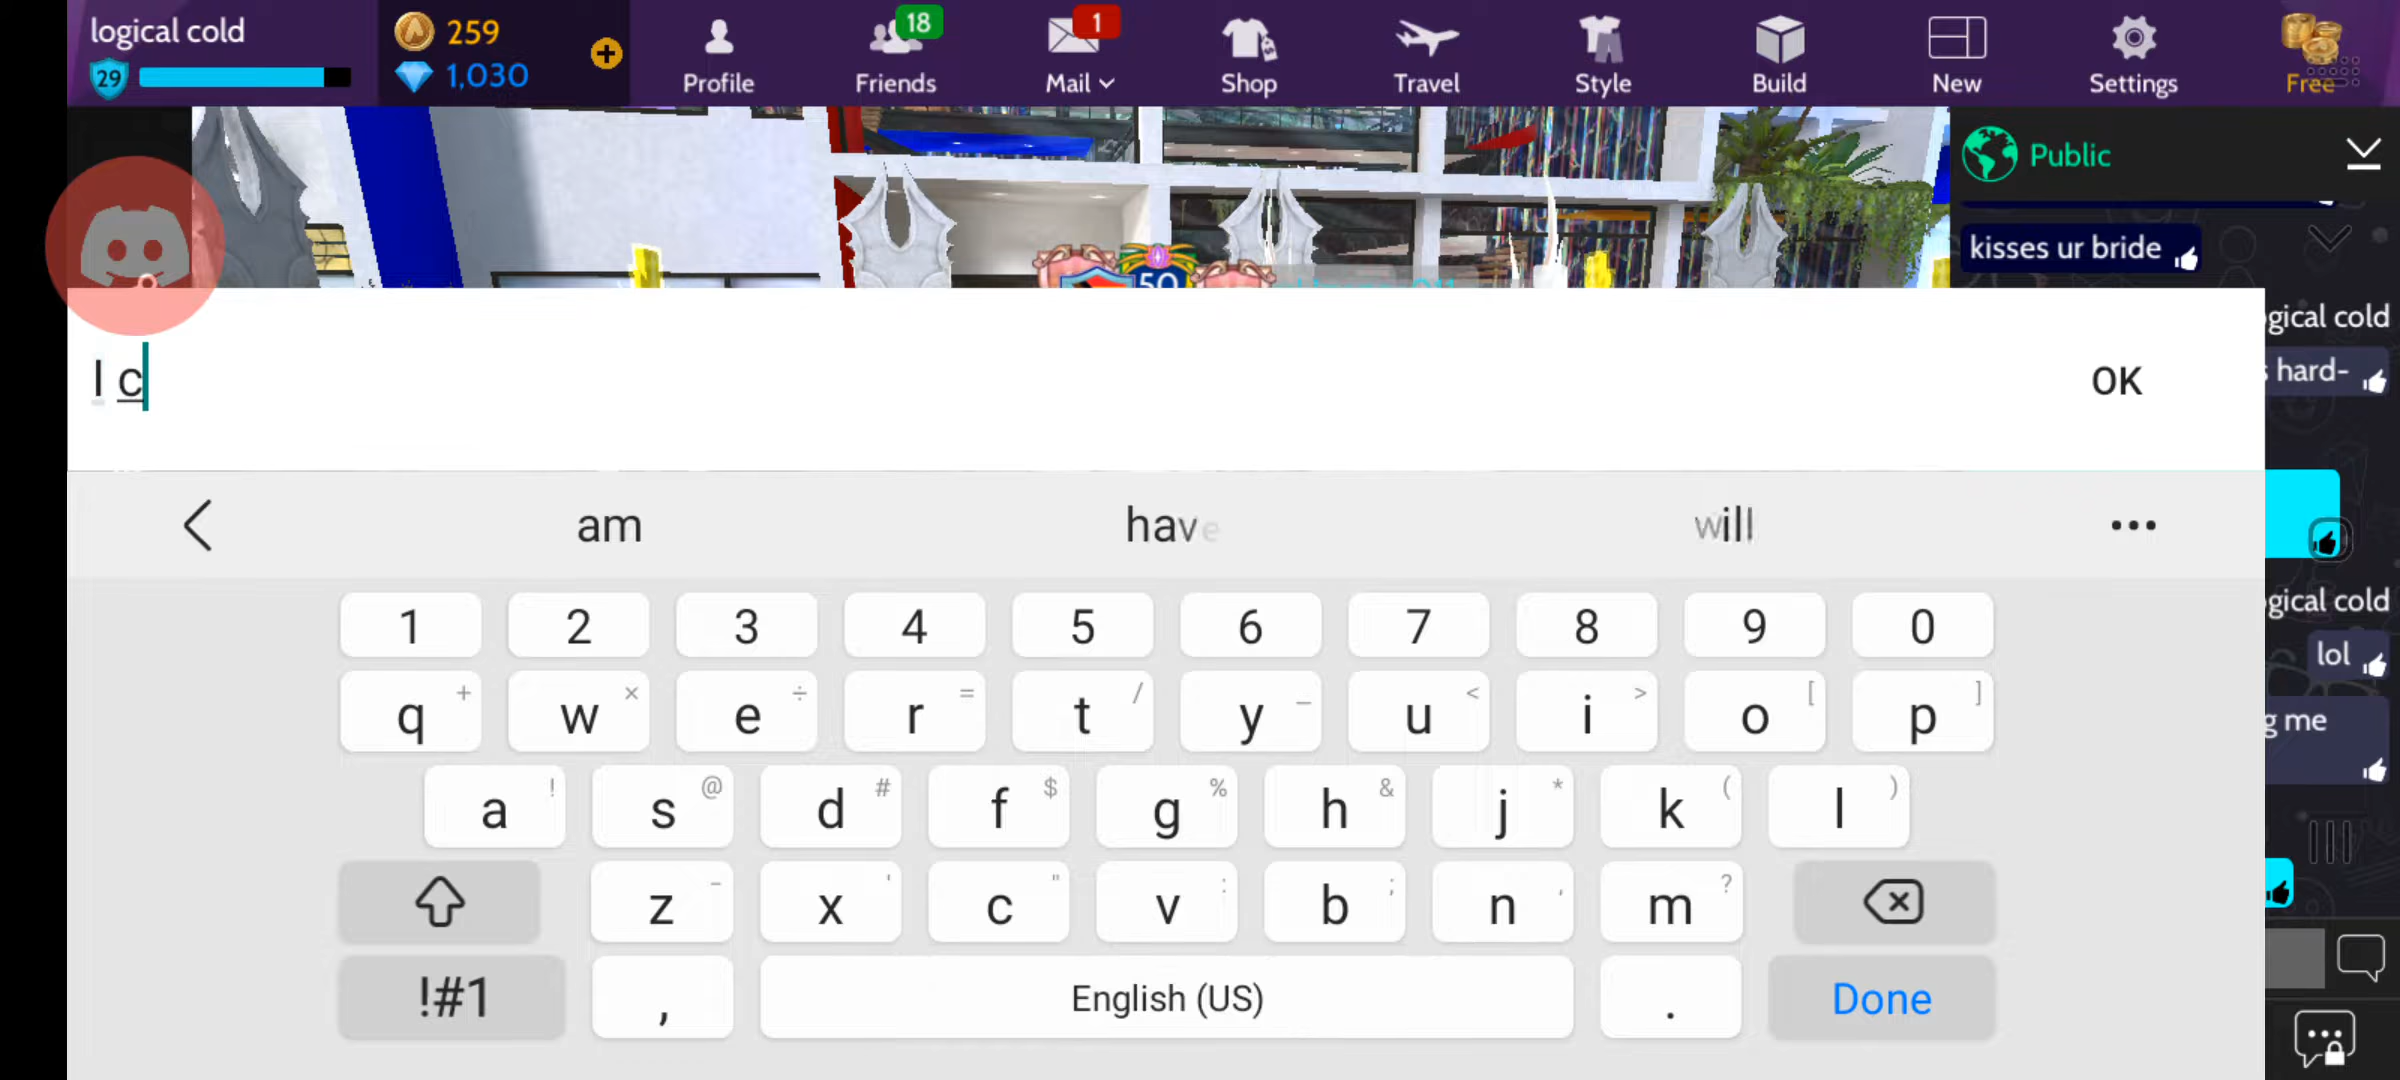 logical cold
29
259
1,030
Profile
18
Friends
1
Mail
Shop
Travel
Style
Build
New
Settings
Free
Public
kisses ur bride
50
gical cold
hard-
I c
OK
am have will
gical cold
lol
g me
1 2 3 4 5 6 7 8 9 0
q + w × e ÷ r = t / y _ u < i > o [ p ]
a ! s @ d # f $ g % h & j * k ( l )
z - x ' c " v : b ; n , m ?
!#1 , English (US) . Done